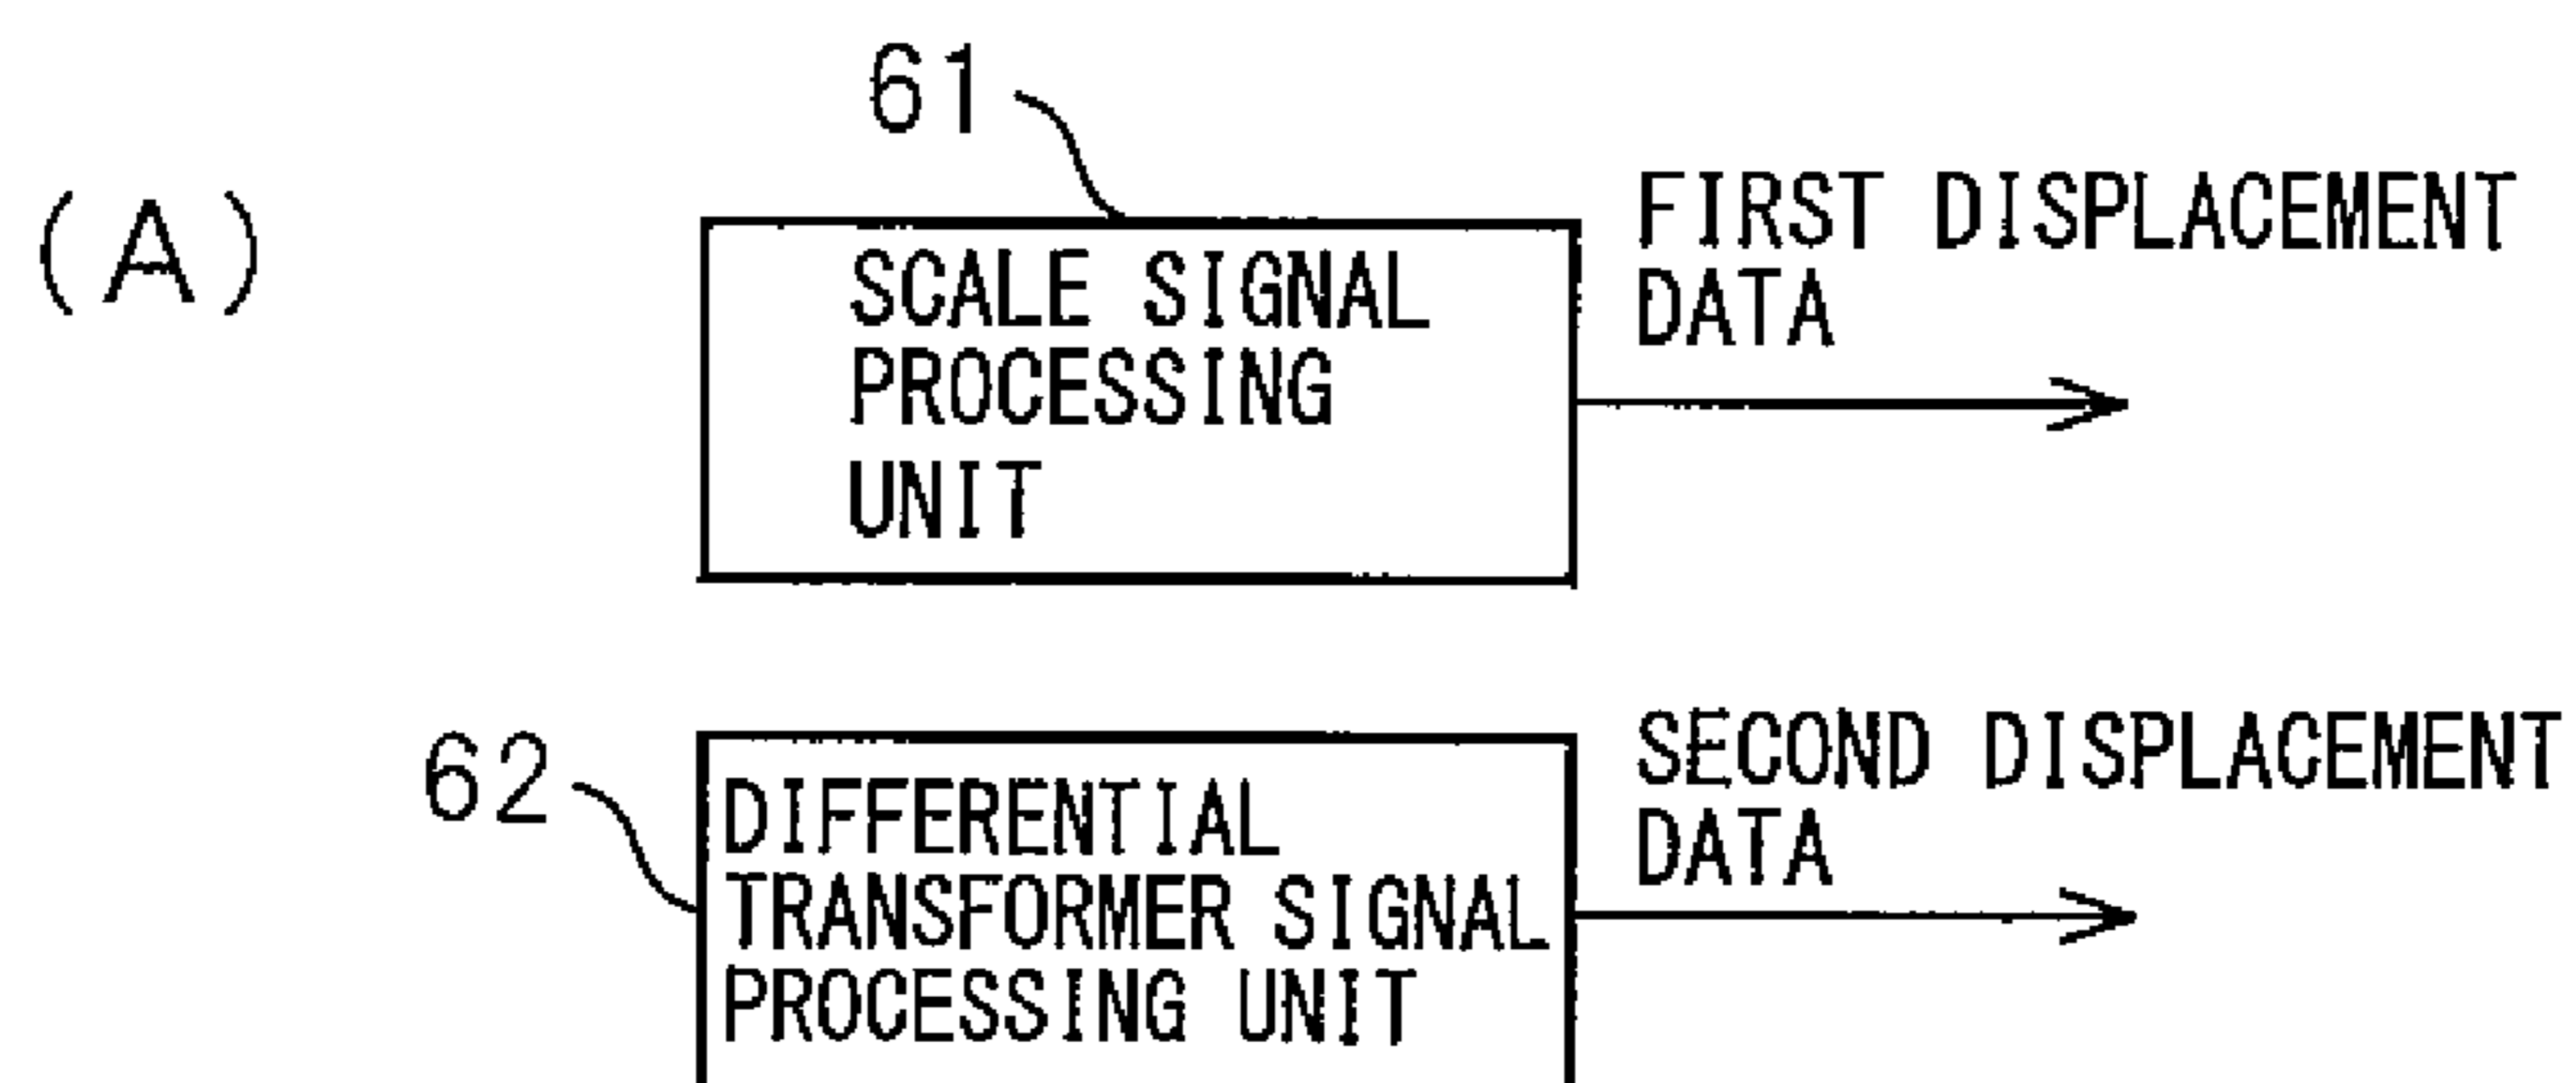 61
(A)
FIRST DISPLACEMENT
DATA
SCALE SIGNAL
PROCESSING
UNIT
62
SECOND DISPLACEMENT
DATA
DIFFERENTIAL
TRANSFORMER SIGNAL
PROCESSING UNIT